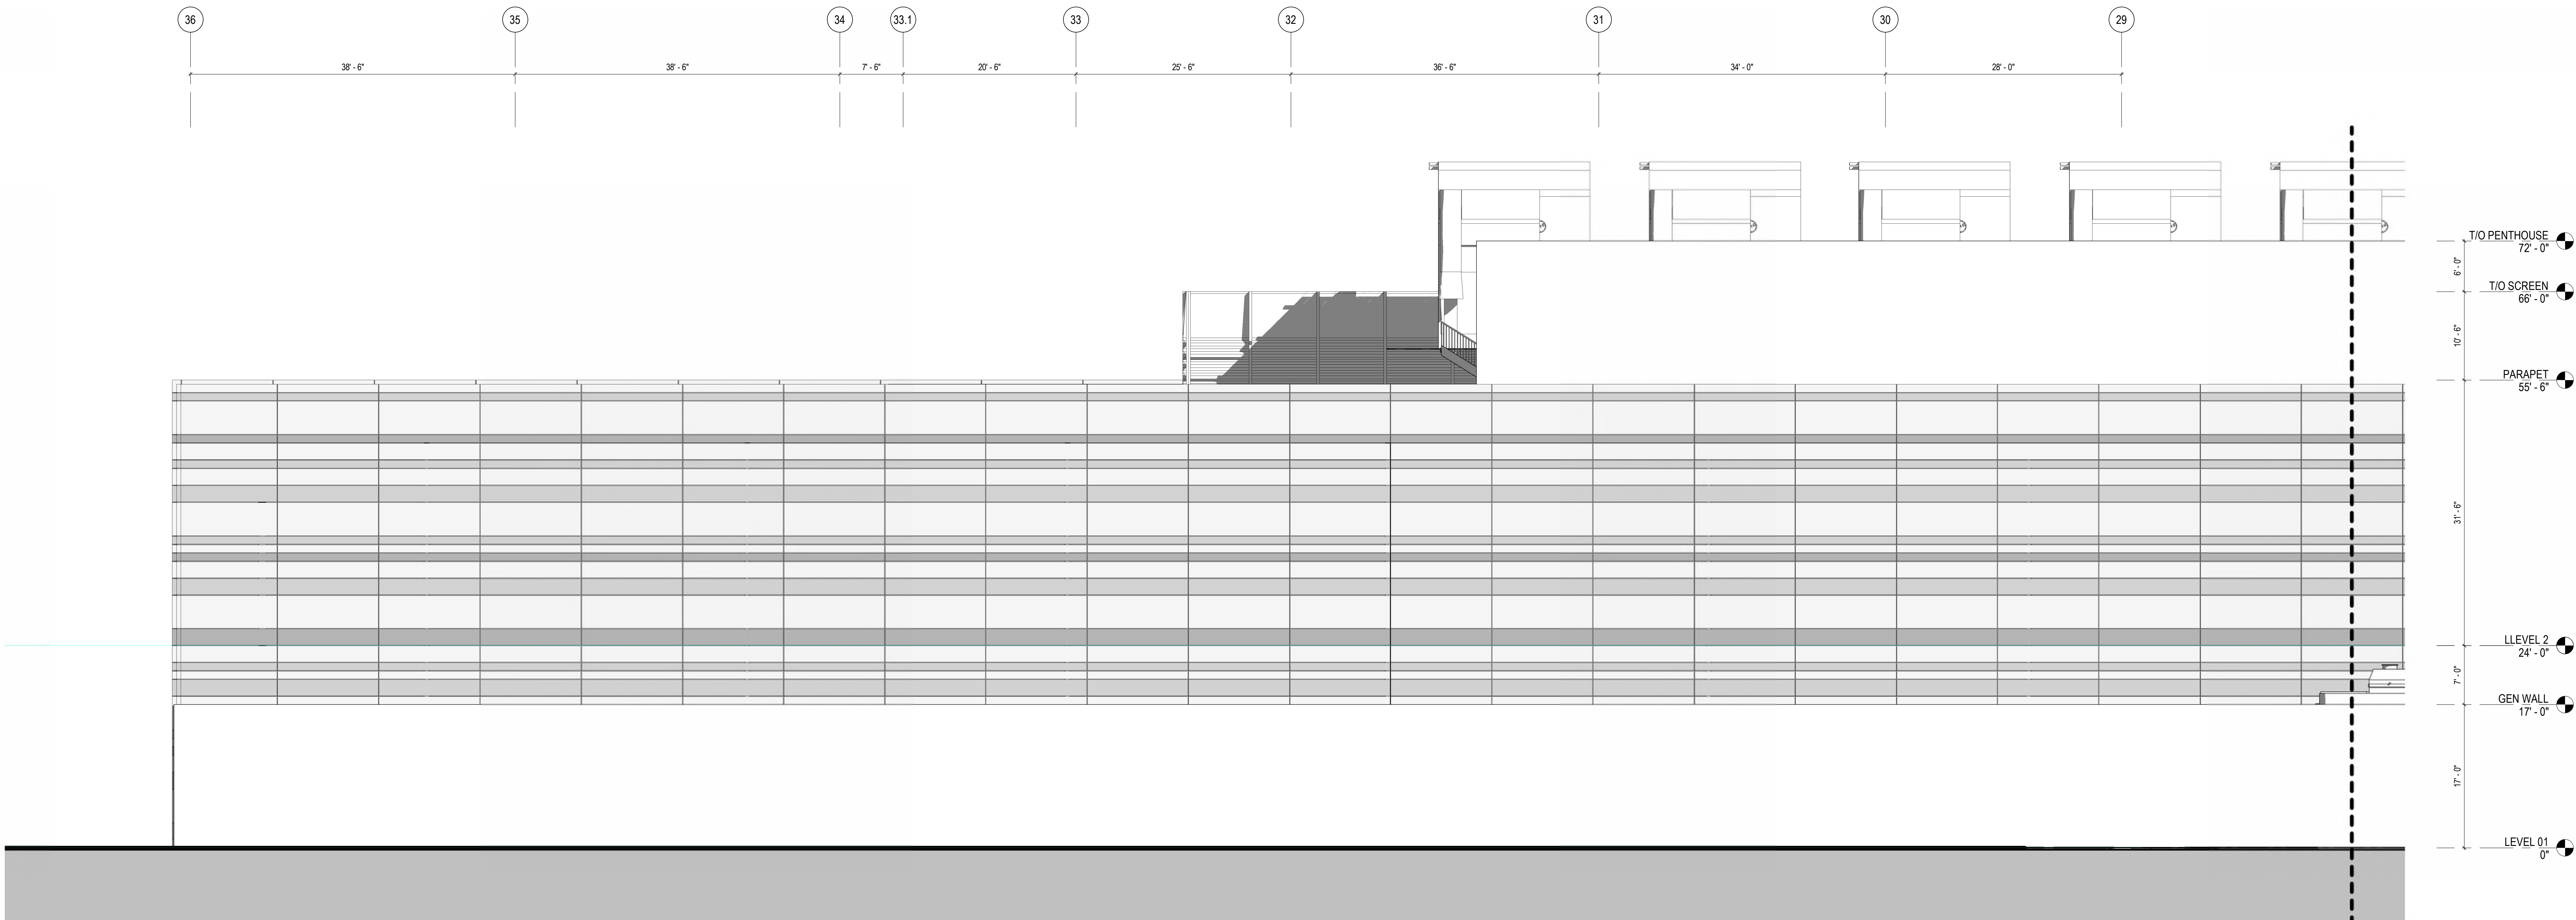 36
35
34
33.1
33
32
31
30
29
38' - 6"
38' - 6"
7' - 6"
20' - 6"
25' - 6"
36' - 6"
34' - 0"
28' - 0"
T/O PENTHOUSE
72' - 0"
6' - 0"
T/O SCREEN
66' - 0"
10' - 6"
PARAPET
55' - 6"
31' - 6"
LLEVEL 2
24' - 0"
7' - 0"
GEN WALL
17' - 0"
17' - 0"
LEVEL 01
0"